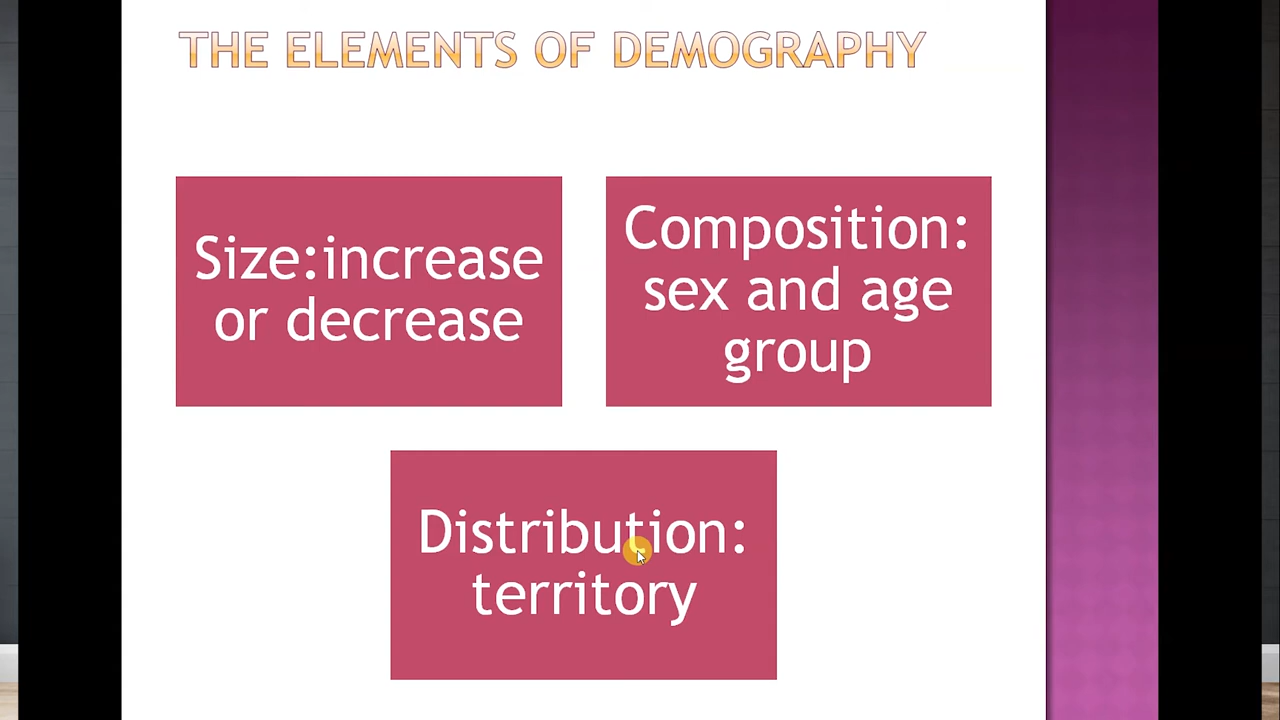 THE ELEMENTS OF DEMOGRAPHY
Size:increase
or decrease
Composition:
sex and age
group
Distribution:
territory